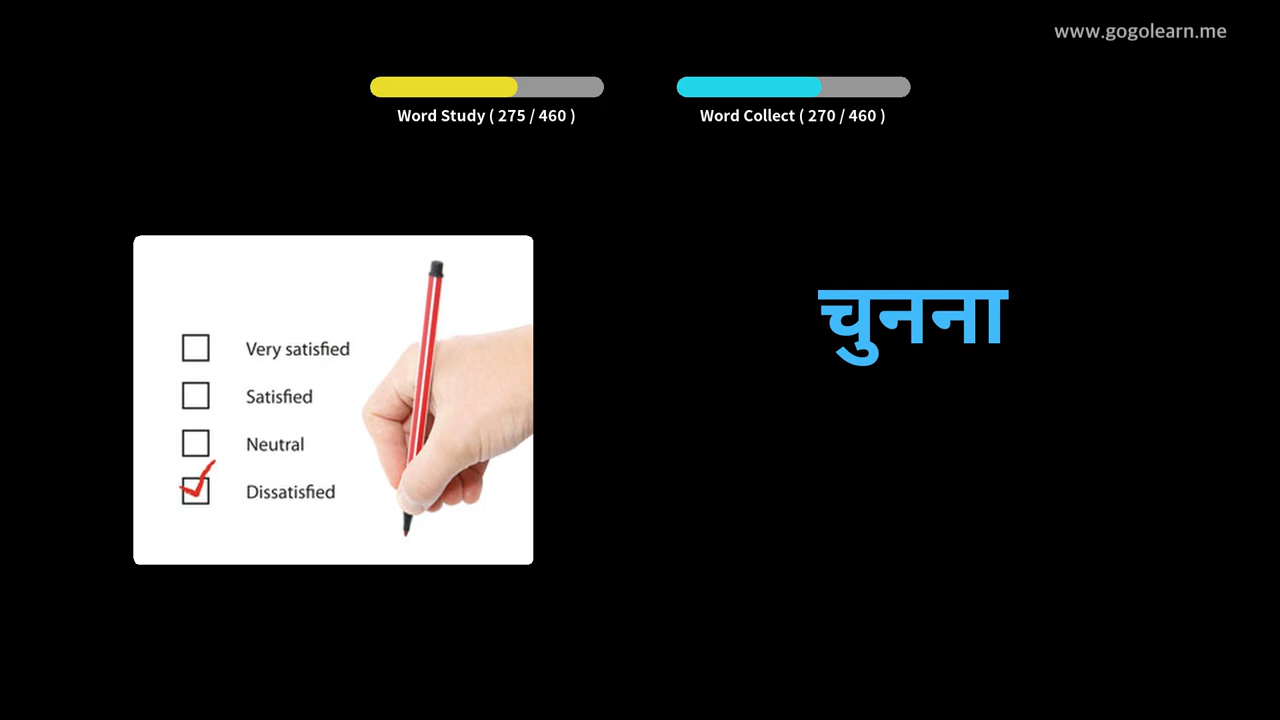 www.gogolearn.me
Word Study ( 275 / 460 )
Word Collect ( 270 / 460 )
Very satisfied
Satisfied
Neutral
Dissatisfied
चुनना